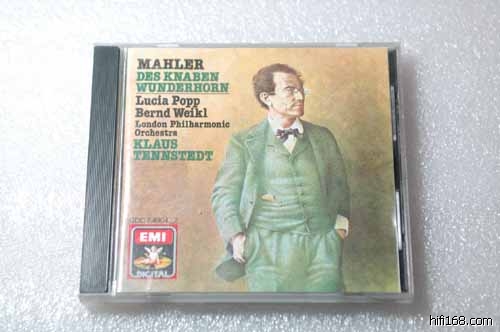 MAHLER
DES KNABEN
WUNDERHORN
Lucia Popp
Bernd Weikl
London Philharmonic
Orchestra
KLAUS
TENNSTEDT
EMI
DIGITAL
hifi168.com